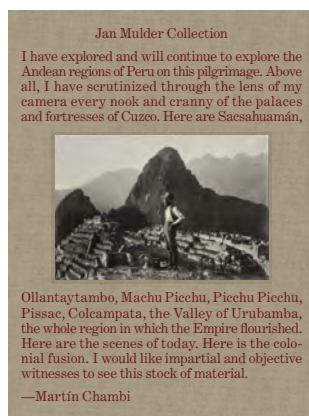 Jan Mulder Collection
I have explored and will continue to explore the
Andean regions of Peru on this pilgrimage. Above
all, I have scrutinized through the lens of my
camera every nook and cranny of the palaces
and fortresses of Cuzco. Here are Sacsahuamán,
Ollantaytambo, Machu Picchu, Picchu Picchu,
Pissac, Colcampata, the Valley of Urubamba,
the whole region in which the Empire flourished.
Here are the scenes of today. Here is the colo-
nial fusion. I would like impartial and objective
witnesses to see this stock of material.
—Martín Chambi